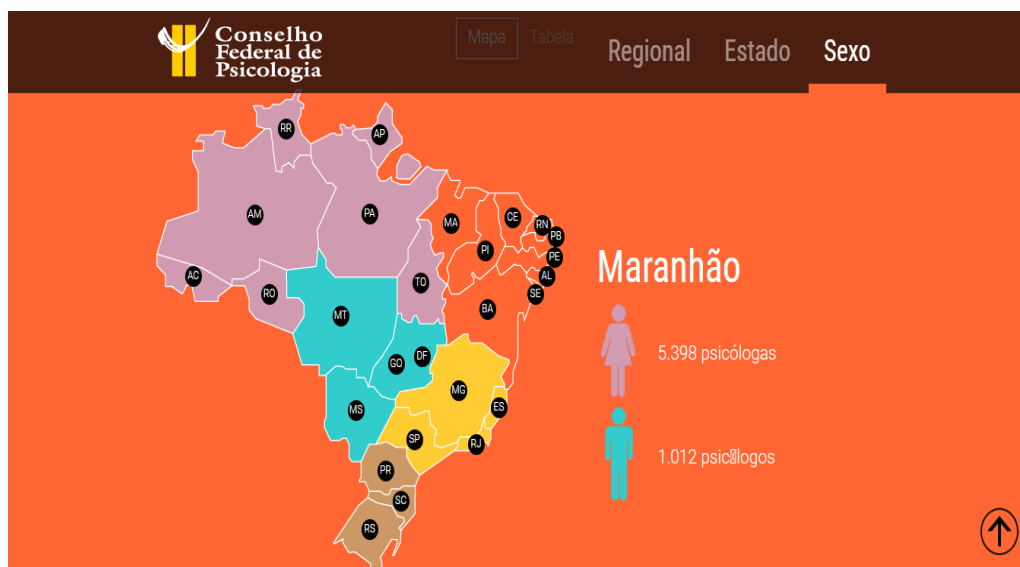 Conselho
Federal de
Psicologia
Mapa Tabela
Regional Estado Sexo
RR
AP
AM
PA
MA
CE
RN
PB
PI
PE
AC
RO
TO
AL
SE
MT
BA
GO
DF
MG
MS
ES
SP
RJ
PR
SC
RS
Maranhão
5.398 psicólogas
1.012 psic▯logos